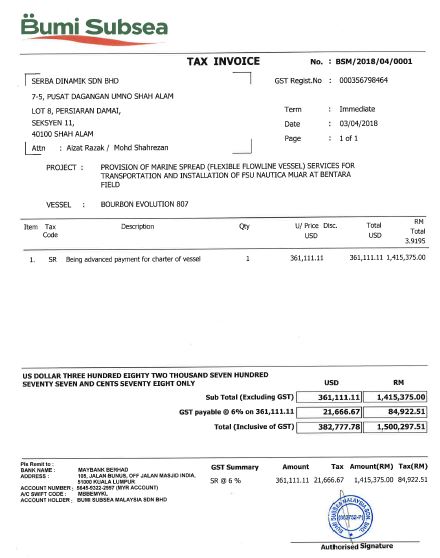 Bumi Subsea
TAX INVOICE
No. : BSM/2018/04/0001
SERBA DINAMIK SDN BHD
GST Regist.No : 000356798464
7-5, PUSAT DAGANGAN UMNO SHAH ALAM
LOT 8, PERSIARAN DAMAI,
Term : Immediate
SEKSYEN 11,
Date : 03/04/2018
40100 SHAH ALAM
Page : 1 of 1
Attn : Aizat Razak / Mohd Shahrezan
PROJECT : PROVISION OF MARINE SPREAD (FLEXIBLE FLOWLINE VESSEL) SERVICES FOR
TRANSPORTATION AND INSTALLATION OF FSU NAUTICA MUAR AT BENTARA
FIELD
VESSEL : BOURBON EVOLUTION 807
Item Tax Code Description Qty U/ Price USD Disc. Total USD RM Total 3.9195
1. SR Being advanced payment for charter of vessel 1 361,111.11 361,111.11 1,415,375.00
US DOLLAR THREE HUNDRED EIGHTY TWO THOUSAND SEVEN HUNDRED
SEVENTY SEVEN AND CENTS SEVENTY EIGHT ONLY
USD RM
Sub Total (Excluding GST) 361,111.11 1,415,375.00
GST payable @ 6% on 361,111.11 21,666.67 84,922.51
Total (Inclusive of GST) 382,777.78 1,500,297.51
Pls Remit to :
BANK NAME : MAYBANK BERHAD
ADDRESS : 105, JALAN BUNUS, OFF JALAN MASJID INDIA,
51000 KUALA LUMPUR
ACCOUNT NUMBER : 5645-9322-2597 (MYR ACCOUNT)
A/C SWIFT CODE : MBBEMYKL
ACCOUNT HOLDER : BUMI SUBSEA MALAYSIA SDN BHD
GST Summary Amount Tax Amount(RM) Tax(RM)
SR @ 6 % 361,111.11 21,666.67 1,415,375.00 84,922.51
BUMI SUBSEA MALAYSIA SDN. BHD.
Authorised Signature